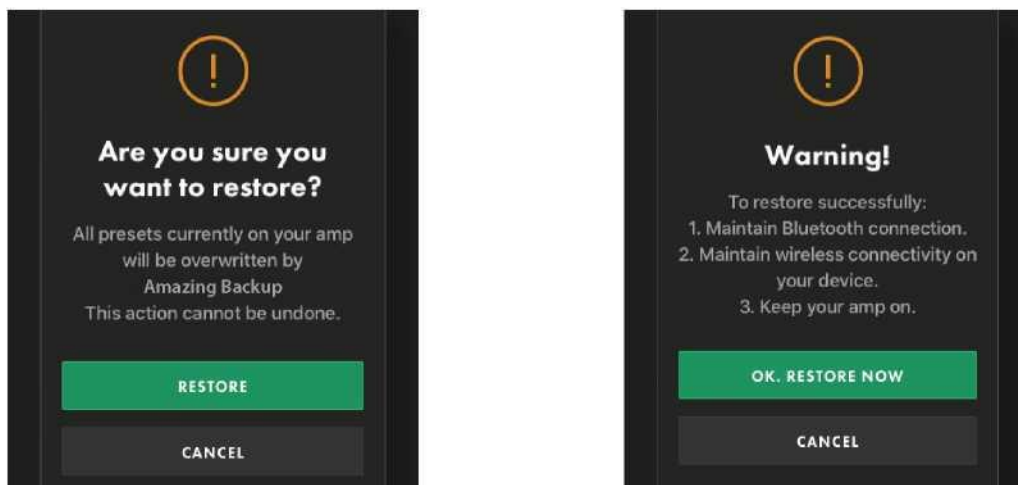 !
Are you sure you
want to restore?
All presets currently on your amp
will be overwritten by
Amazing Backup
This action cannot be undone.
RESTORE
CANCEL
!
Warning!
To restore successfully:
1. Maintain Bluetooth connection.
2. Maintain wireless connectivity on
your device.
3. Keep your amp on.
OK. RESTORE NOW
CANCEL